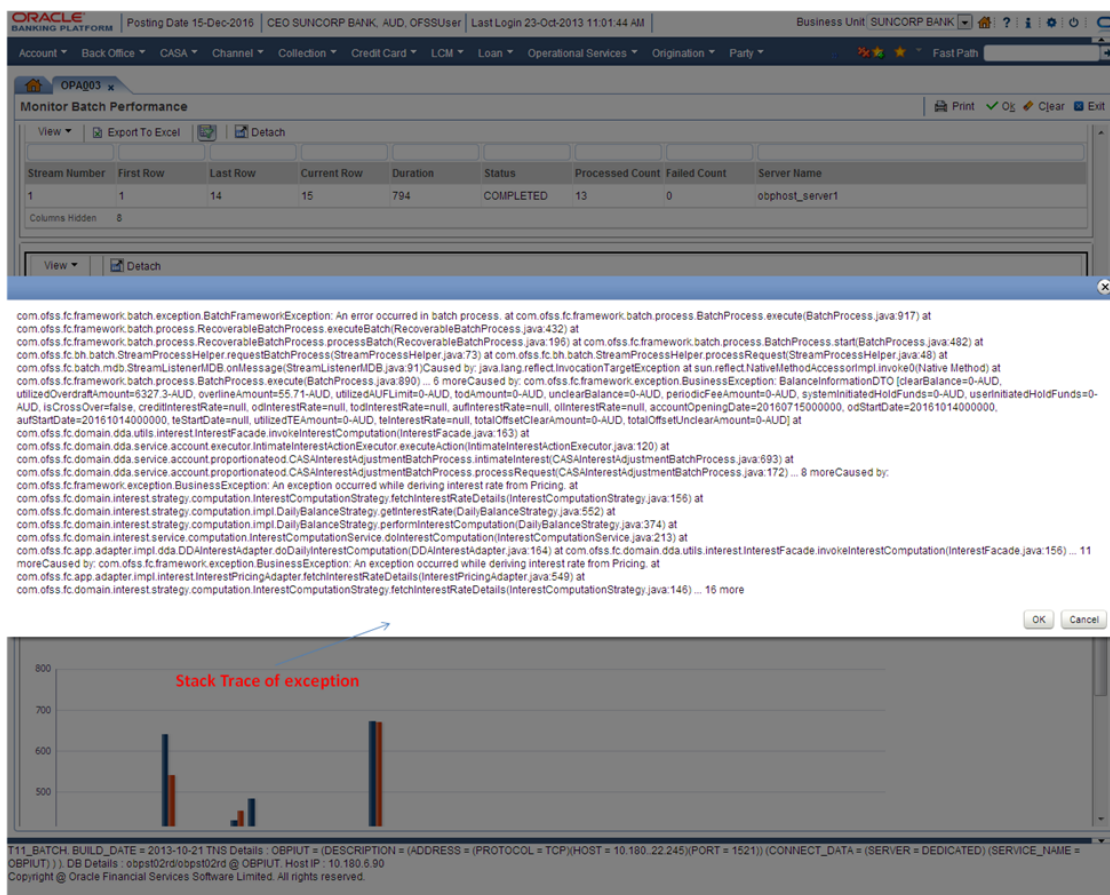 ORACLE
BANKING PLATFORM
Posting Date 15-Dec-2016
CEO SUNCORP BANK, AUD, OFSSUser
Last Login 23-Oct-2013 11:01:44 AM
Business Unit SUNCORP BANK
Account Back Office CASA Channel Collection Credit Card LCM Loan Operational Services Origination Party Fast Path
OPA003 x
Monitor Batch Performance
Print Ok Clear Exit
View Export To Excel Detach
Stream Number First Row Last Row Current Row Duration Status Processed Count Failed Count Server Name
1 1 14 15 794 COMPLETED 13 0 obphost_server1
Columns Hidden 8
View Detach
com.ofss.fc.framework.batch.exception.BatchFrameworkException: An error occurred in batch process. at com.ofss.fc.framework.batch.process.BatchProcess.execute(BatchProcess.java:917) at
com.ofss.fc.framework.batch.process.RecoverableBatchProcess.executeBatch(RecoverableBatchProcess.java:432) at
com.ofss.fc.framework.batch.process.RecoverableBatchProcess.processBatch(RecoverableBatchProcess.java:196) at com.ofss.fc.framework.batch.process.BatchProcess.start(BatchProcess.java:482) at
com.ofss.fc.bh.batch.StreamProcessHelper.requestBatchProcess(StreamProcessHelper.java:73) at com.ofss.fc.bh.batch.StreamProcessHelper.processRequest(StreamProcessHelper.java:48) at
com.ofss.fc.batch.mdb.StreamListenerMDB.onMessage(StreamListenerMDB.java:91)Caused by: java.lang.reflect.InvocationTargetException at sun.reflect.NativeMethodAccessorImpl.invoke0(Native Method) at
com.ofss.fc.framework.batch.process.BatchProcess.execute(BatchProcess.java:890) ... 6 moreCaused by: com.ofss.fc.framework.exception.BusinessException: BalanceInformationDTO [clearBalance=0-AUD,
utilizedOverdraftAmount=6327.3-AUD, overlineAmount=55.71-AUD, utilizedAUFLimit=0-AUD, todAmount=0-AUD, unclearBalance=0-AUD, periodicFeeAmount=0-AUD, systemInitiatedHoldFunds=0-AUD, userInitiatedHoldFunds=0-
AUD, isCrossOver=false, creditInterestRate=null, odInterestRate=null, todInterestRate=null, aufInterestRate=null, olInterestRate=null, accountOpeningDate=20160715000000, odStartDate=20161014000000,
aufStartDate=20161014000000, teStartDate=null, utilizedTEAmount=0-AUD, teInterestRate=null, totalOffsetClearAmount=0-AUD, totalOffsetUnclearAmount=0-AUD] at
com.ofss.fc.domain.dda.utils.interest.InterestFacade.invokeInterestComputation(InterestFacade.java:163) at
com.ofss.fc.domain.dda.service.account.executor.IntimateInterestActionExecutor.executeAction(IntimateInterestActionExecutor.java:120) at
com.ofss.fc.domain.dda.service.account.proportionateod.CASAInterestAdjustmentBatchProcess.intimateInterest(CASAInterestAdjustmentBatchProcess.java:693) at
com.ofss.fc.domain.dda.service.account.proportionateod.CASAInterestAdjustmentBatchProcess.processRequest(CASAInterestAdjustmentBatchProcess.java:172) ... 8 moreCaused by:
com.ofss.fc.framework.exception.BusinessException: An exception occurred while deriving interest rate from Pricing. at
com.ofss.fc.domain.interest.strategy.computation.InterestComputationStrategy.fetchInterestRateDetails(InterestComputationStrategy.java:156) at
com.ofss.fc.domain.interest.strategy.computation.impl.DailyBalanceStrategy.getInterestRate(DailyBalanceStrategy.java:552) at
com.ofss.fc.domain.interest.strategy.computation.impl.DailyBalanceStrategy.performInterestComputation(DailyBalanceStrategy.java:374) at
com.ofss.fc.domain.interest.service.computation.InterestComputationService.doInterestComputation(InterestComputationService.java:213) at
com.ofss.fc.app.adapter.impl.dda.DDAInterestAdapter.doDailyInterestComputation(DDAInterestAdapter.java:164) at com.ofss.fc.domain.dda.utils.interest.InterestFacade.invokeInterestComputation(InterestFacade.java:156) ... 11
moreCaused by: com.ofss.fc.framework.exception.BusinessException: An exception occurred while deriving interest rate from Pricing. at
com.ofss.fc.app.adapter.impl.interest.InterestPricingAdapter.fetchInterestRateDetails(InterestPricingAdapter.java:549) at
com.ofss.fc.domain.interest.strategy.computation.InterestComputationStrategy.fetchInterestRateDetails(InterestComputationStrategy.java:146) ... 16 more
OK Cancel
Stack Trace of exception
800
700
600
500
T11_BATCH. BUILD_DATE = 2013-10-21 TNS Details : OBPIUT = (DESCRIPTION = (ADDRESS = (PROTOCOL = TCP)(HOST = 10.180..22.245)(PORT = 1521)) (CONNECT_DATA = (SERVER = DEDICATED) (SERVICE_NAME =
OBPIUT) ) ). DB Details : obpst02rd/obpst02rd @ OBPIUT. Host IP : 10.180.6.90
Copyright @ Oracle Financial Services Software Limited. All rights reserved.